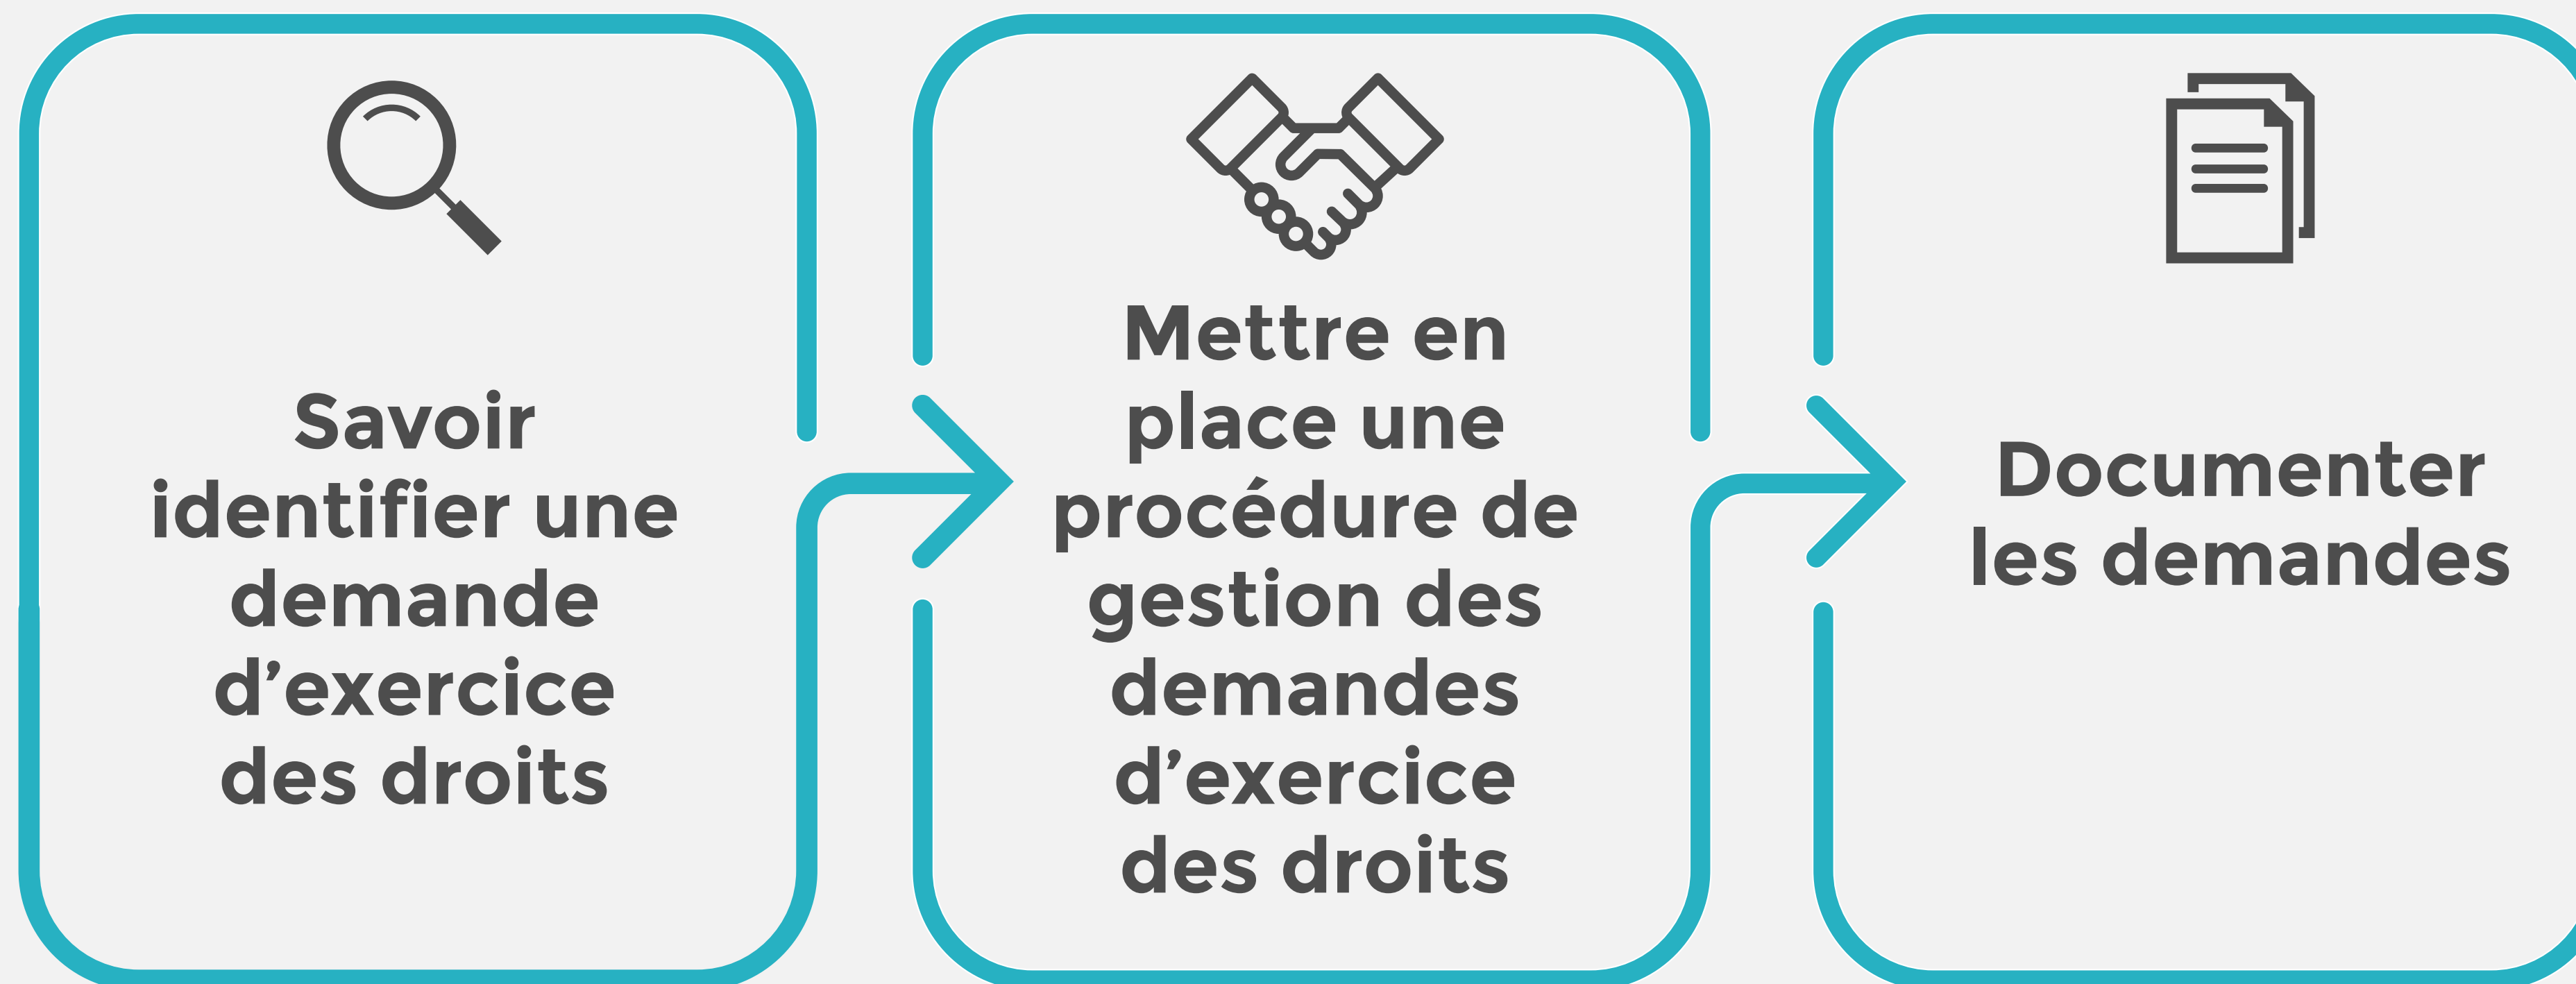 Savoir
identifier une
demande
d’exercice
des droits
Mettre en
place une
procédure de
gestion des
demandes
d’exercice
des droits
Documenter
les demandes